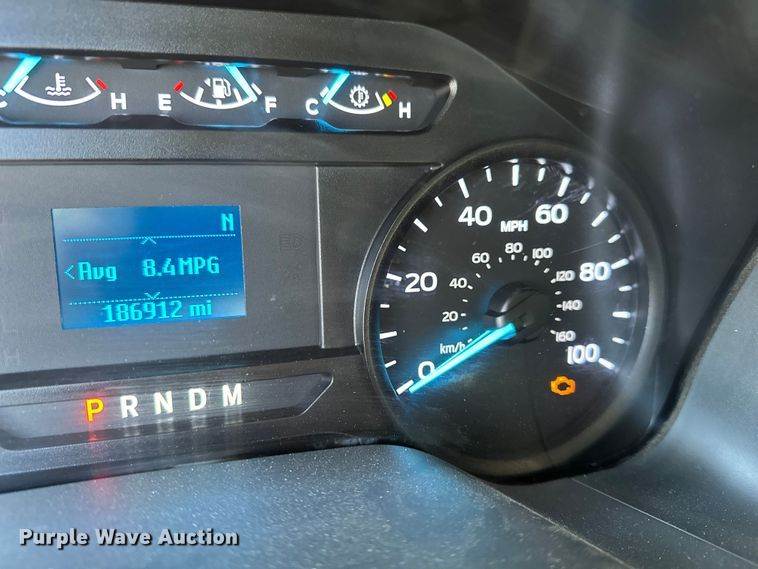 C H E F C H
N
<Avg 8.4MPG
186912 mi
0 20 40 60 80 100
MPH
20 40 60 80 100 120 140 160
km/h
P R N D M
Purple Wave Auction